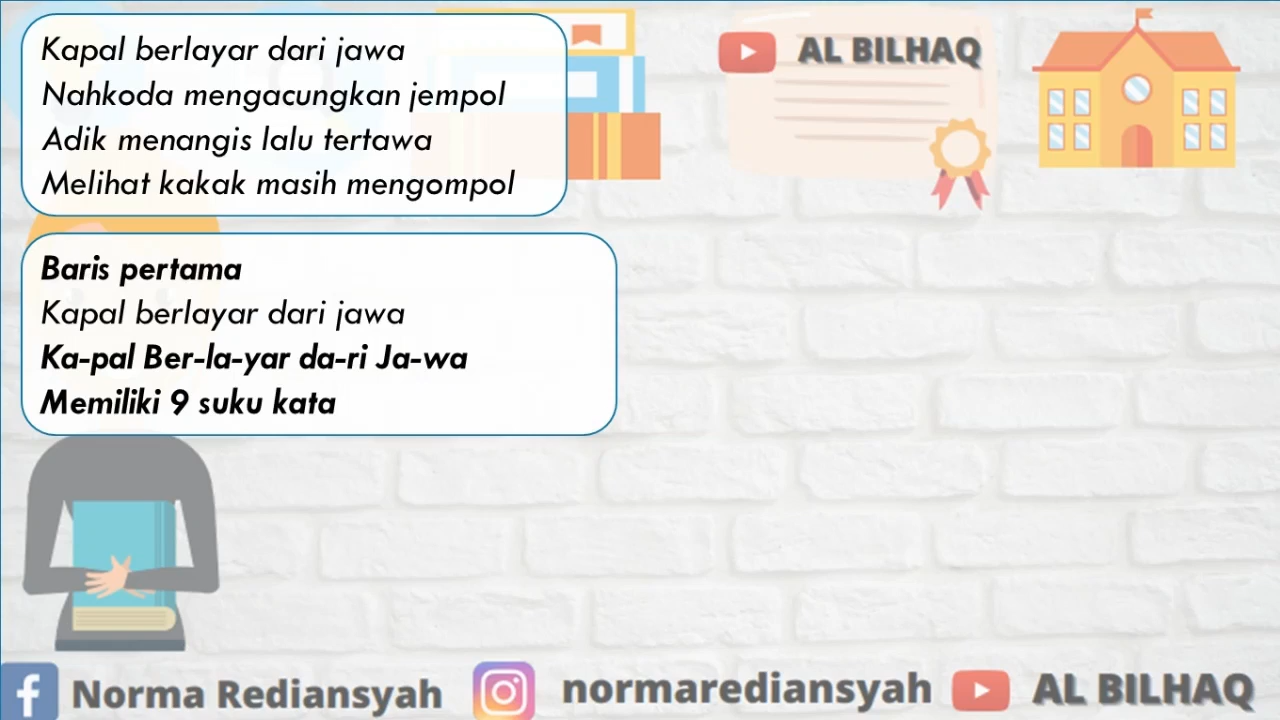 Kapal berlayar dari jawa
Nahkoda mengacungkan jempol
Adik menangis lalu tertawa
Melihat kakak masih mengompol
AL BILHAQ
Baris pertama
Kapal berlayar dari jawa
Ka-pal Ber-la-yar da-ri Ja-wa
Memiliki 9 suku kata
Norma Rediansyah
normarediansyah
AL BILHAQ